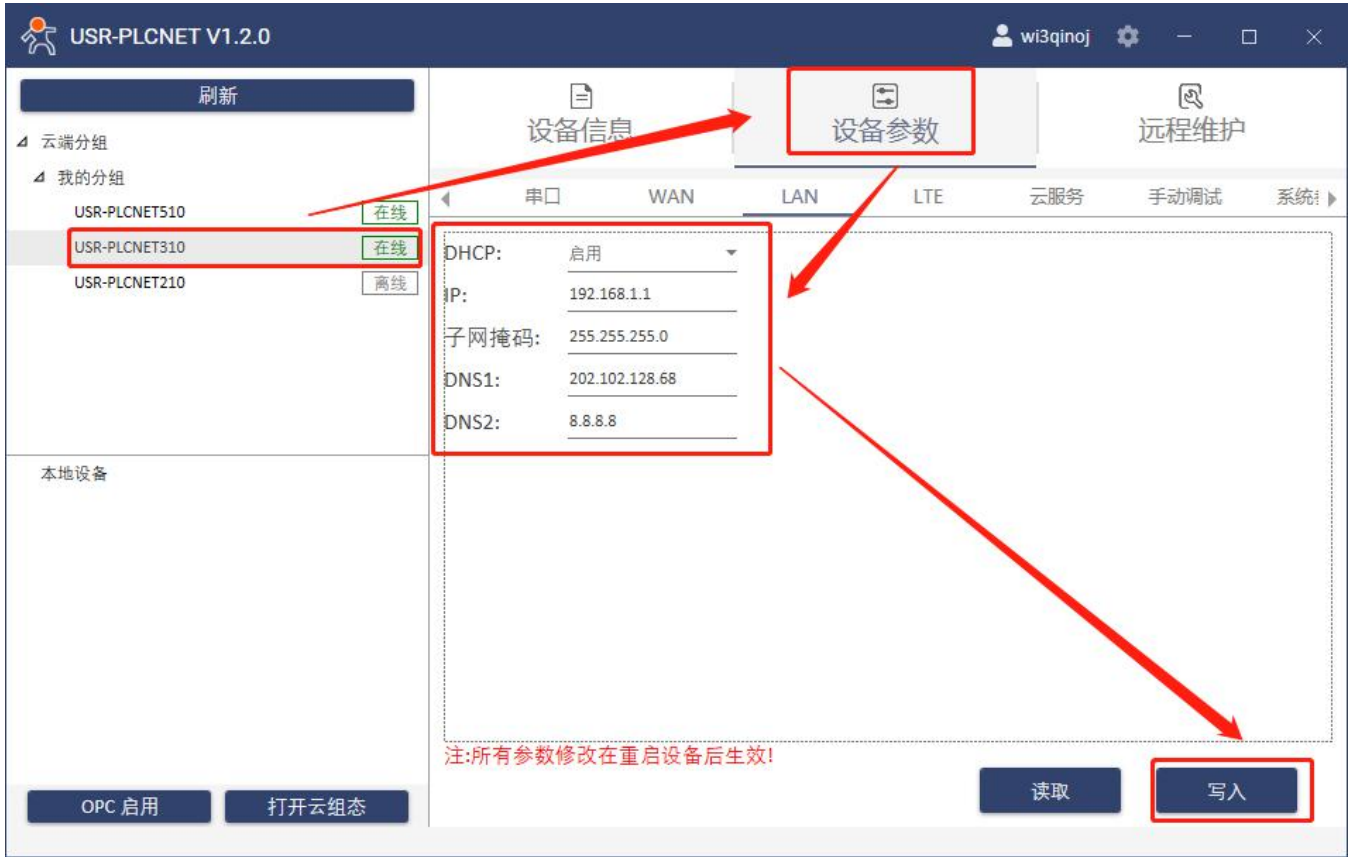 USR-PLCNET V1.2.0
wi3qinoj
刷新
云端分组
我的分组
USR-PLCNET510 在线
USR-PLCNET310 在线
USR-PLCNET210 离线
本地设备
OPC 启用
打开云组态
设备信息
设备参数
远程维护
串口 WAN LAN LTE 云服务 手动调试 系统
DHCP: 启用
IP: 192.168.1.1
子网掩码: 255.255.255.0
DNS1: 202.102.128.68
DNS2: 8.8.8.8
注:所有参数修改在重启设备后生效!
读取
写入